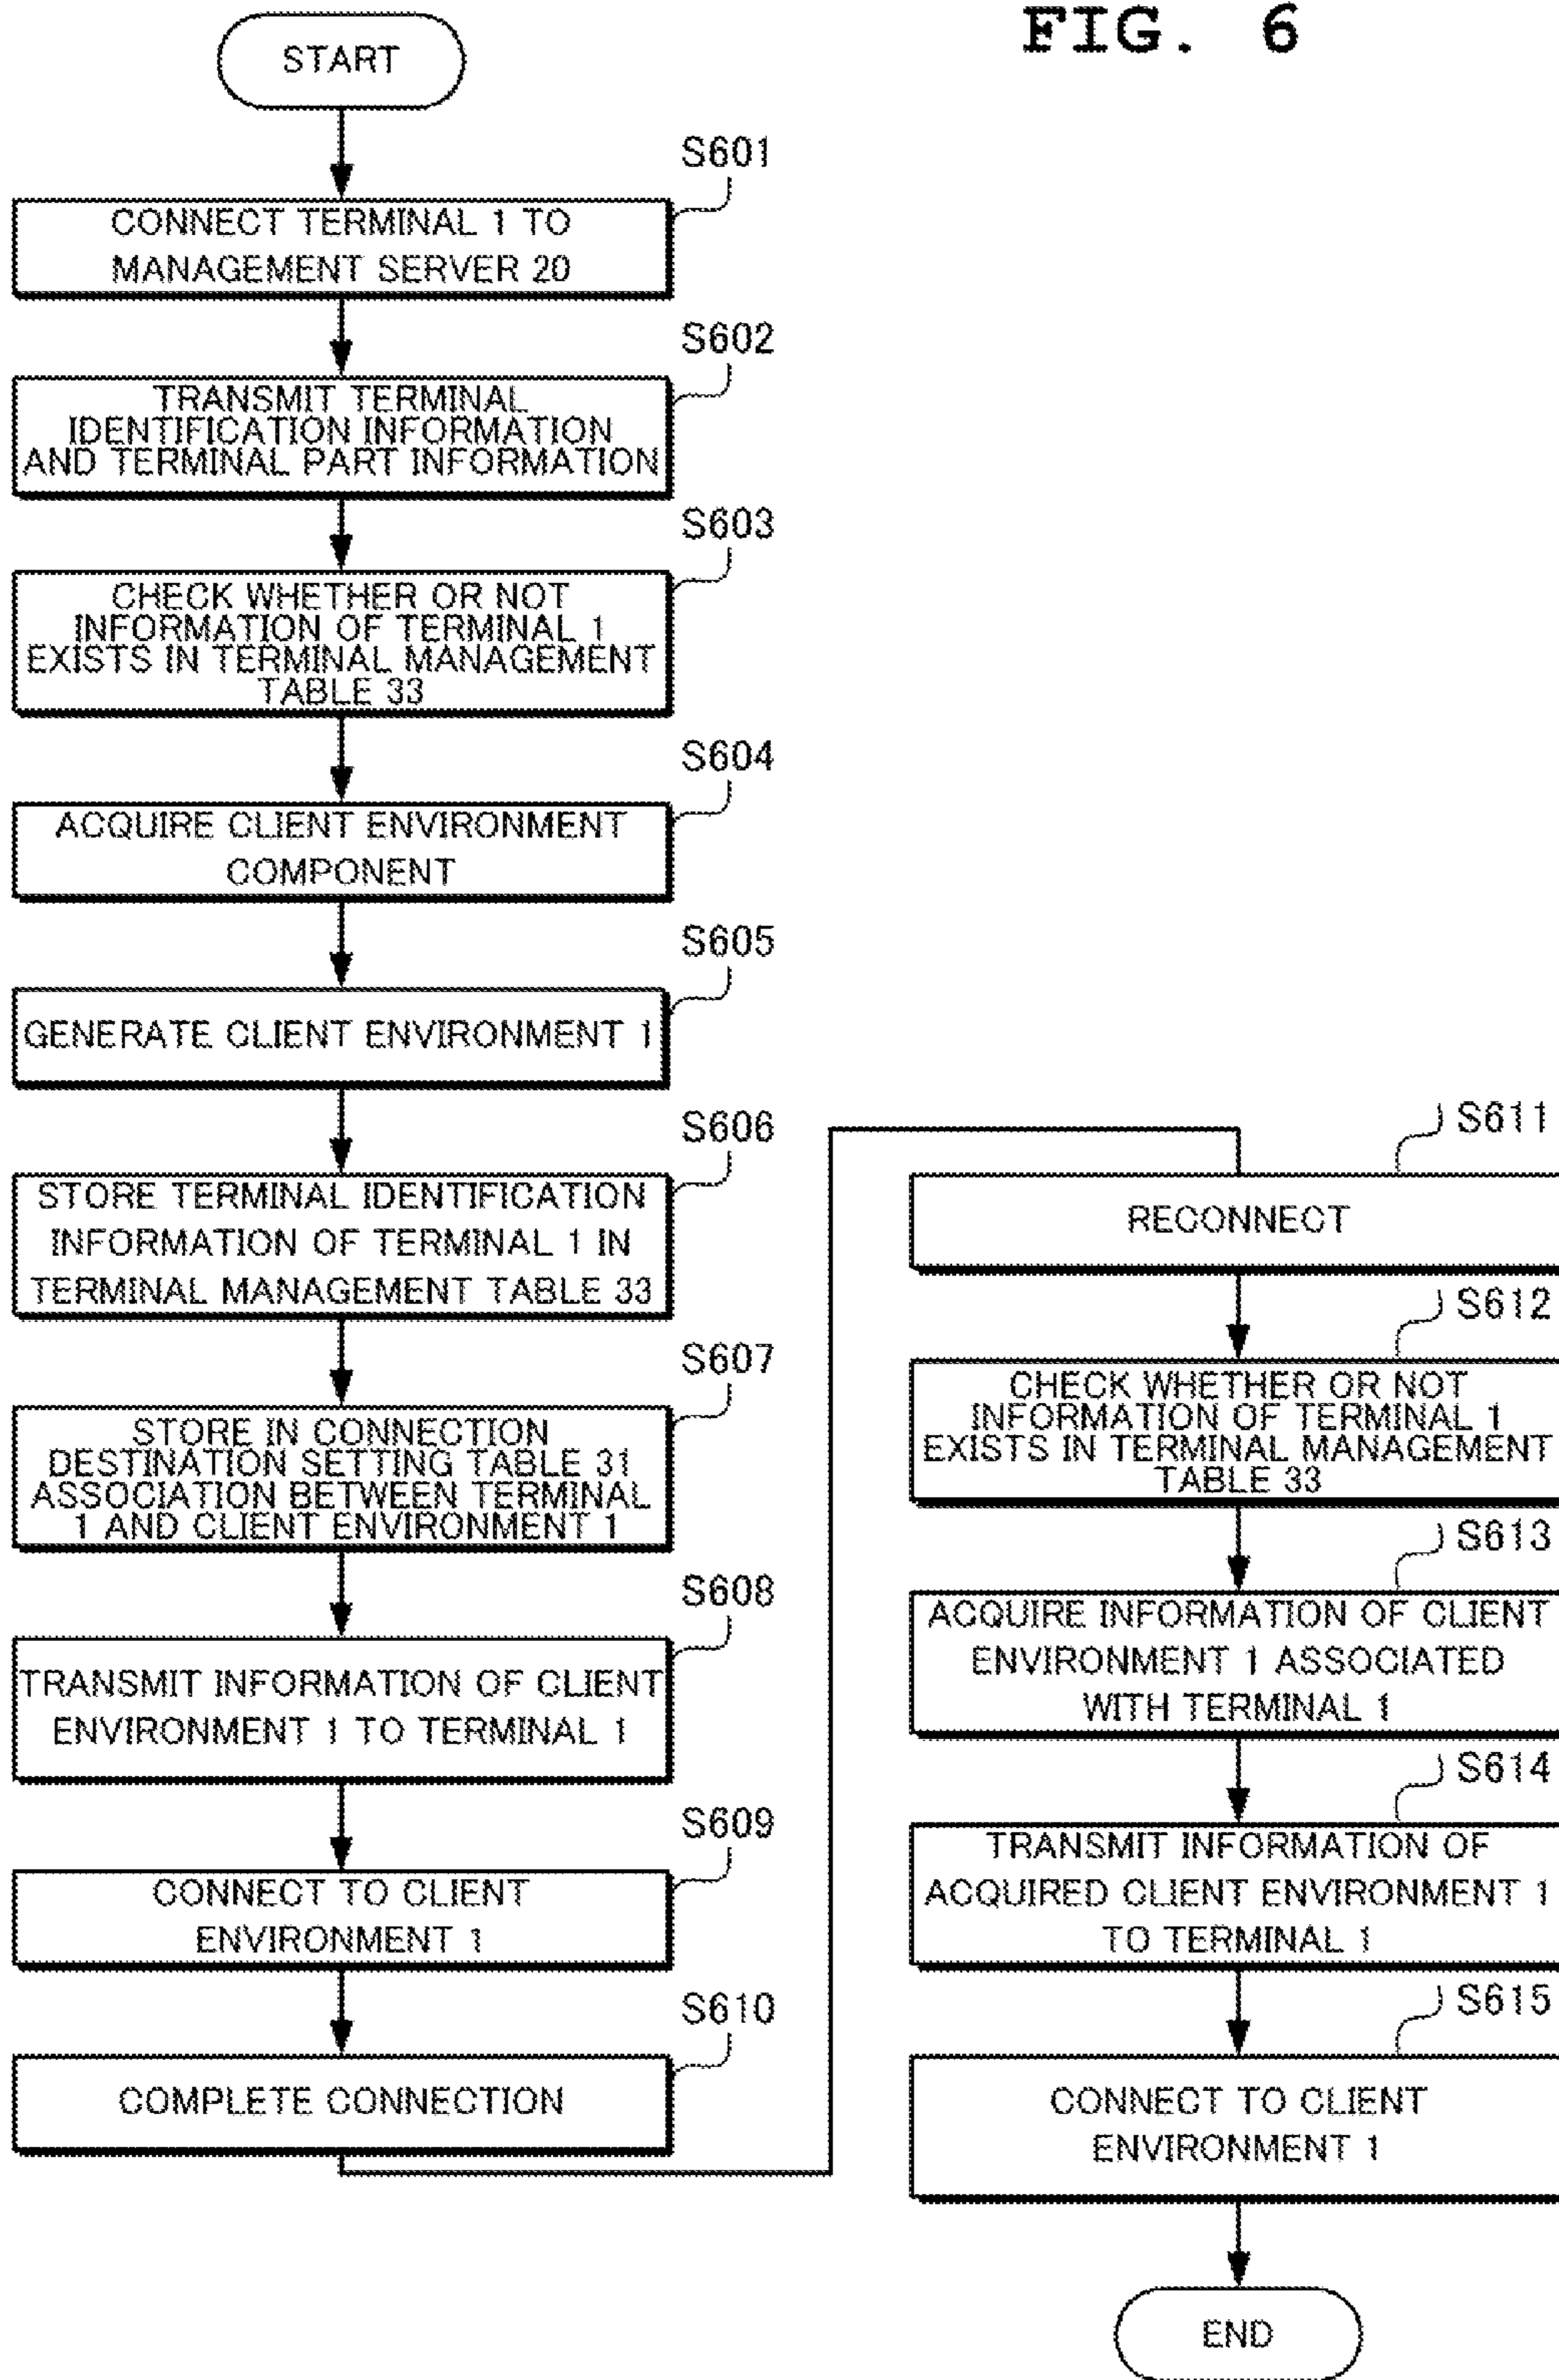 FIG. 6
START
S601
CONNECT TERMINAL 1 TO
MANAGEMENT SERVER 20
S602
TRANSMIT TERMINAL
IDENTIFICATION INFORMATION
AND TERMINAL PART INFORMATION
S603
CHECK WHETHER OR NOT
INFORMATION OF TERMINAL 1
EXISTS IN TERMINAL MANAGEMENT
TABLE 33
S604
ACQUIRE CLIENT ENVIRONMENT
COMPONENT
S605
GENERATE CLIENT ENVIRONMENT 1
S606
STORE TERMINAL IDENTIFICATION
INFORMATION OF TERMINAL 1 IN
TERMINAL MANAGEMENT TABLE 33
S607
STORE IN CONNECTION
DESTINATION SETTING TABLE 31
ASSOCIATION BETWEEN TERMINAL
1 AND CLIENT ENVIRONMENT 1
S608
TRANSMIT INFORMATION OF CLIENT
ENVIRONMENT 1 TO TERMINAL 1
S609
CONNECT TO CLIENT
ENVIRONMENT 1
S610
COMPLETE CONNECTION
S611
RECONNECT
S612
CHECK WHETHER OR NOT
INFORMATION OF TERMINAL 1
EXISTS IN TERMINAL MANAGEMENT
TABLE 33
S613
ACQUIRE INFORMATION OF CLIENT
ENVIRONMENT 1 ASSOCIATED
WITH TERMINAL 1
S614
TRANSMIT INFORMATION OF
ACQUIRED CLIENT ENVIRONMENT 1
TO TERMINAL 1
S615
CONNECT TO CLIENT
ENVIRONMENT 1
END